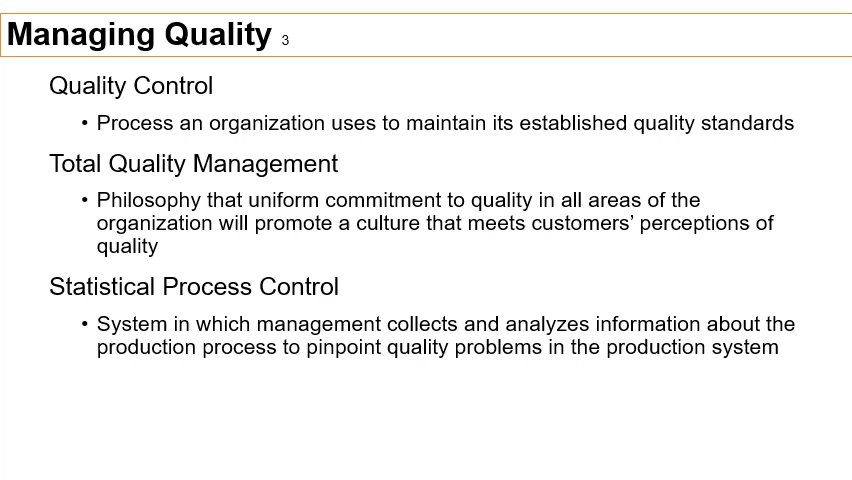 Managing Quality 3
Quality Control
• Process an organization uses to maintain its established quality standards
Total Quality Management
• Philosophy that uniform commitment to quality in all areas of the
organization will promote a culture that meets customers’ perceptions of
quality
Statistical Process Control
• System in which management collects and analyzes information about the
production process to pinpoint quality problems in the production system